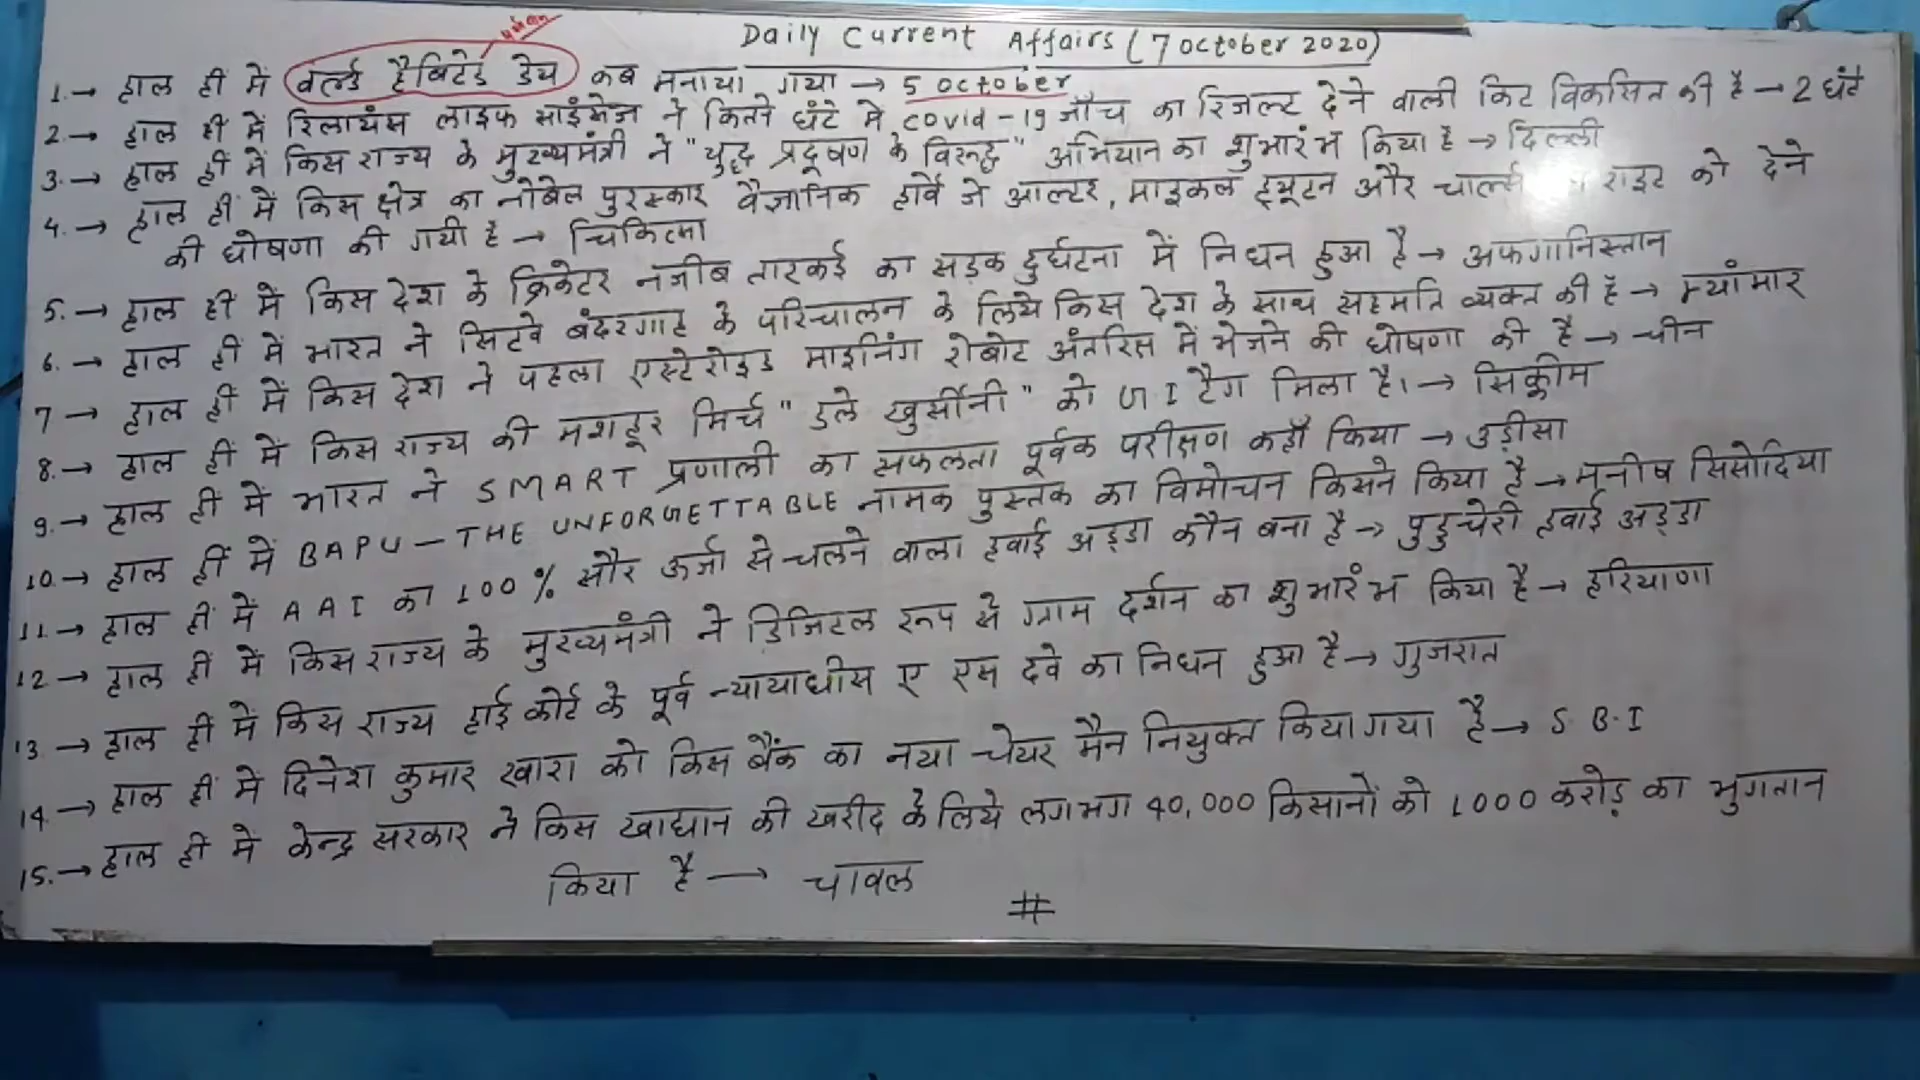 Daily Current Affairs (7 October 2020)
1.→ हाल ही में वर्ल्ड हैबिटेड डेय कब मनाया गया → 5 october
2.→ हाल ही में रिलायंस लाइफ साइंसेज ने कितने घंटे मे covid-19 जाँच का रिजल्ट देने वाली किट विकसित की है → 2 घंटे
3.→ हाल ही में किस राज्य के मुख्यमंत्री ने "युद्ध प्रदूषण के विरूद्ध" अभियान का शुभारंभ किया है → दिल्ली
4.→ हाल ही में किस क्षेत्र का नोबेल पुरस्कार वैज्ञानिक हार्वे जे आल्टर, माइकल ह्यूटन और चार्ल्स राइट को देने
की घोषणा की गयी है → चिकित्सा
5.→ हाल ही में किस देश के क्रिकेटर नजीब तारकई का सड़क दुर्घटना में निधन हुआ है → अफगानिस्तान
6.→ हाल ही में भारत ने सिटवे बंदरगाह के परिचालन के लिये किस देश के साथ सहमति व्यक्त की है → म्यांमार
7 → हाल ही में किस देश ने पहला एस्टेरोइड माइनिंग रोबोट अंतरिक्ष में भेजने की घोषणा की है → चीन
8.→ हाल ही में किस राज्य की मशहूर मिर्च "डले खुर्सीनी" को GI टैग मिला है। → सिक्कीम
9.→ हाल ही में भारत ने SMART प्रणाली का सफलता पूर्वक परीक्षण कहाँ किया → उड़ीसा
10.→ हाल ही में BAPU – THE UNFORGETTABLE नामक पुस्तक का विमोचन किसने किया है → मनीष सिसोदिया
11.→ हाल ही में AAI का 100% सौर ऊर्जा से चलने वाला हवाई अड्डा कौन बना है → पुडुचेरी हवाई अड्डा
12.→ हाल ही में किस राज्य के मुख्यमंत्री ने डिजिटल रूप से ग्राम दर्शन का शुभारंभ किया है → हरियाणा
13.→ हाल ही में किस राज्य हाई कोर्ट के पूर्व न्यायाधीस ए एस दवे का निधन हुआ है → गुजरात
14.→ हाल ही में दिनेश कुमार खारा को किस बैंक का नया चेयर मैन नियुक्त किया गया है → S.B.I
15.→ हाल ही मे केन्द्र सरकार ने किस खाद्यान की खरीद के लिये लगभग 40,000 किसानों को 1000 करोड़ का भुगतान
किया है → चावल
#